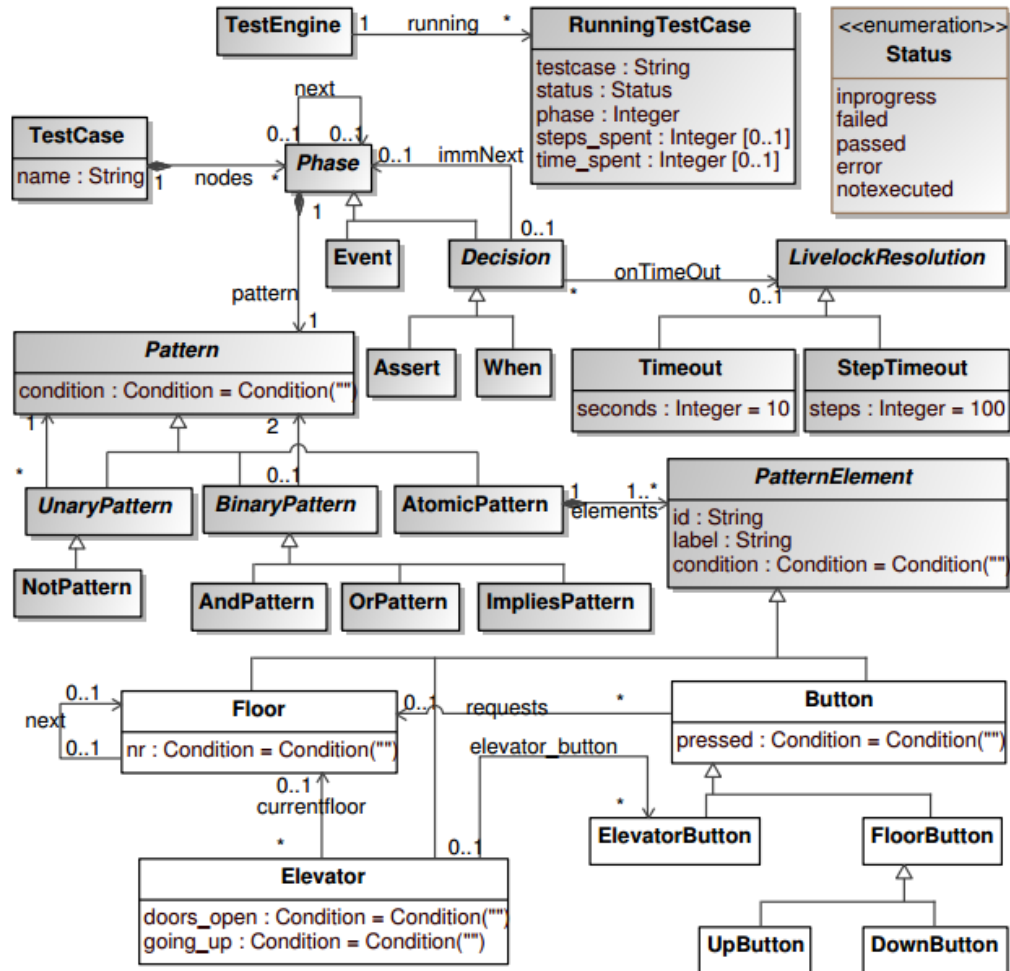 TestEngine
1
running
*
RunningTestCase
testcase : String
status : Status
phase : Integer
steps_spent : Integer [0..1]
time_spent : Integer [0..1]
<<enumeration>>
Status
inprogress
failed
passed
error
notexecuted
next
0..1
0..1
TestCase
name : String
1
nodes
*
Phase
1
0..1
immNext
0..1
Event
Decision
*
onTimeOut
0..1
LivelockResolution
pattern
1
Assert
When
Timeout
seconds : Integer = 10
StepTimeout
steps : Integer = 100
Pattern
condition : Condition = Condition("")
1
2
*
0..1
UnaryPattern
BinaryPattern
AtomicPattern
1
elements
1..*
PatternElement
id : String
label : String
condition : Condition = Condition("")
NotPattern
AndPattern
OrPattern
ImpliesPattern
0..1
next
0..1
Floor
nr : Condition = Condition("")
0..1
requests
*
Button
pressed : Condition = Condition("")
0..1
currentfloor
*
elevator_button
0..1
*
ElevatorButton
FloorButton
Elevator
doors_open : Condition = Condition("")
going_up : Condition = Condition("")
UpButton
DownButton